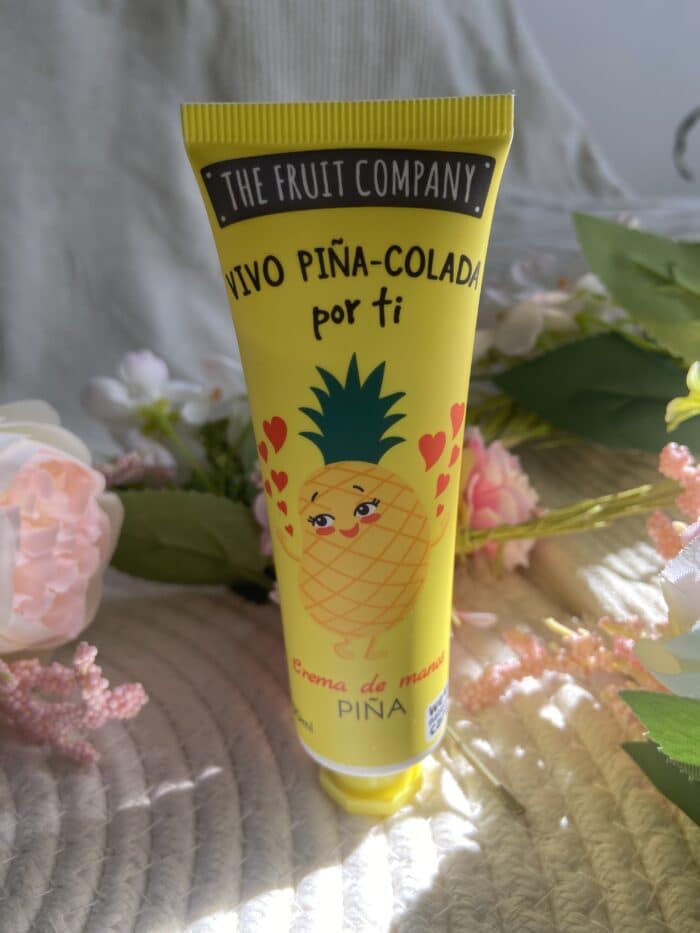 THE FRUIT COMPANY
VIVO PIÑA-COLADA
por ti
Crema de manos
PIÑA